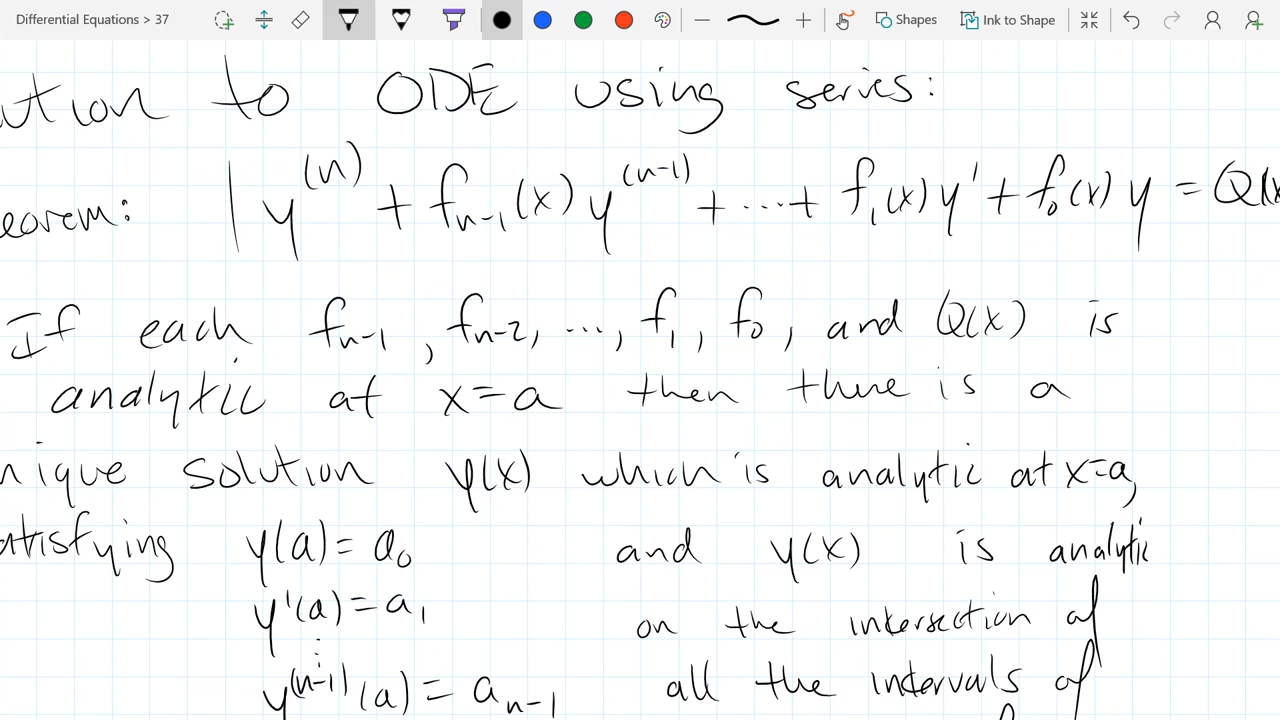 Differential Equations > 37
Shapes
Ink to Shape
ution to ODE using series:
eorem: y^(n) + f_{n-1}(x) y^(n-1) + ... + f_1(x) y' + f_0(x) y = Q(x
If each f_{n-1}, f_{n-2}, ..., f_1, f_0, and Q(x) is
analytic at x=a then there is a
nique solution y(x) which is analytic at x=a,
atisfying y(a) = a_0 and y(x) is analytic
y'(a) = a_1 on the intersection of
⋮
y^(n-1)(a) = a_{n-1} all the intervals of